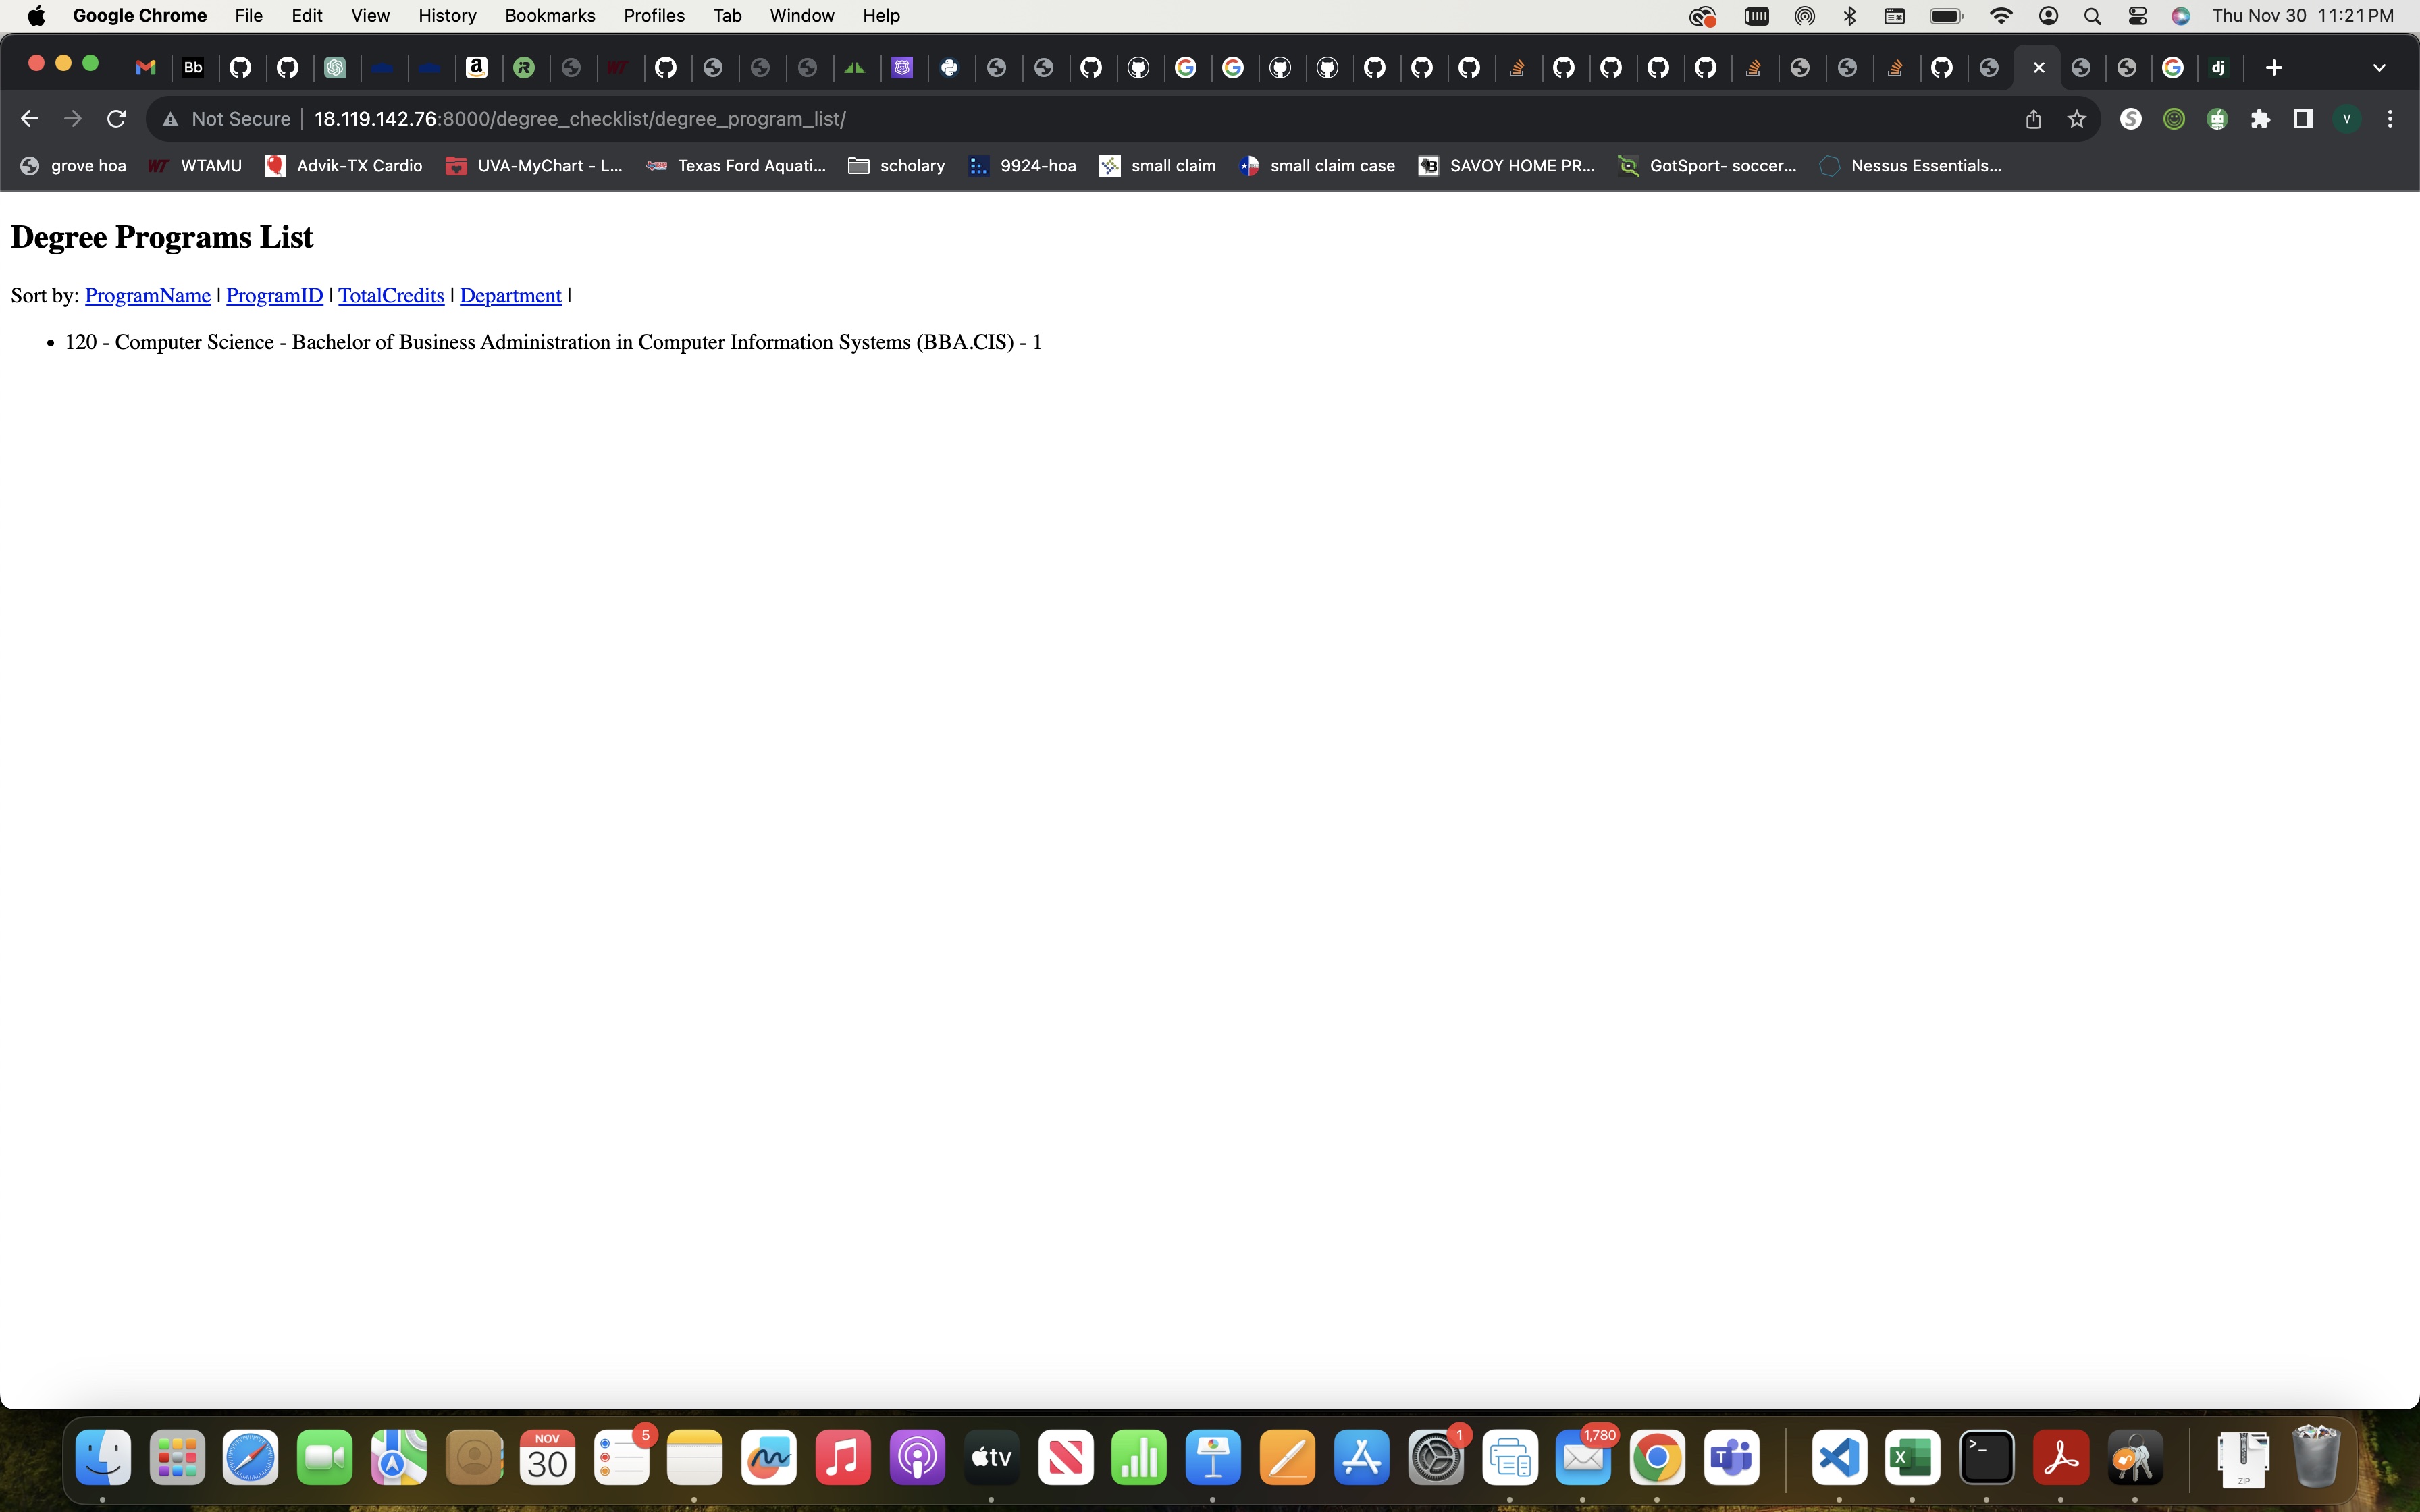 Google Chrome File Edit View History Bookmarks Profiles Tab Window Help Thu Nov 30 11:21 PM
Bb a R WT dj
Not Secure 18.119.142.76:8000/degree_checklist/degree_program_list/ S V
grove hoa WT WTAMU Advik-TX Cardio UVA-MyChart - L... Texas Ford Aquati... scholary 9924-hoa small claim small claim case B SAVOY HOME PR... GotSport- soccer... Nessus Essentials...
Degree Programs List
Sort by: ProgramName | ProgramID | TotalCredits | Department |
• 120 - Computer Science - Bachelor of Business Administration in Computer Information Systems (BBA.CIS) - 1
NOV 5 1 1,780
30 tv T X >_ ZIP